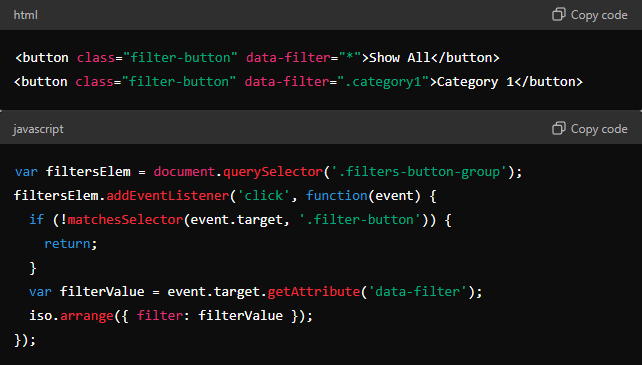 html
Copy code
<button class="filter-button" data-filter="*">Show All</button>
<button class="filter-button" data-filter=".category1">Category 1</button>
javascript
Copy code
var filtersElem = document.querySelector('.filters-button-group');
filtersElem.addEventListener('click', function(event) {
  if (!matchesSelector(event.target, '.filter-button')) {
    return;
  }
  var filterValue = event.target.getAttribute('data-filter');
  iso.arrange({ filter: filterValue });
});